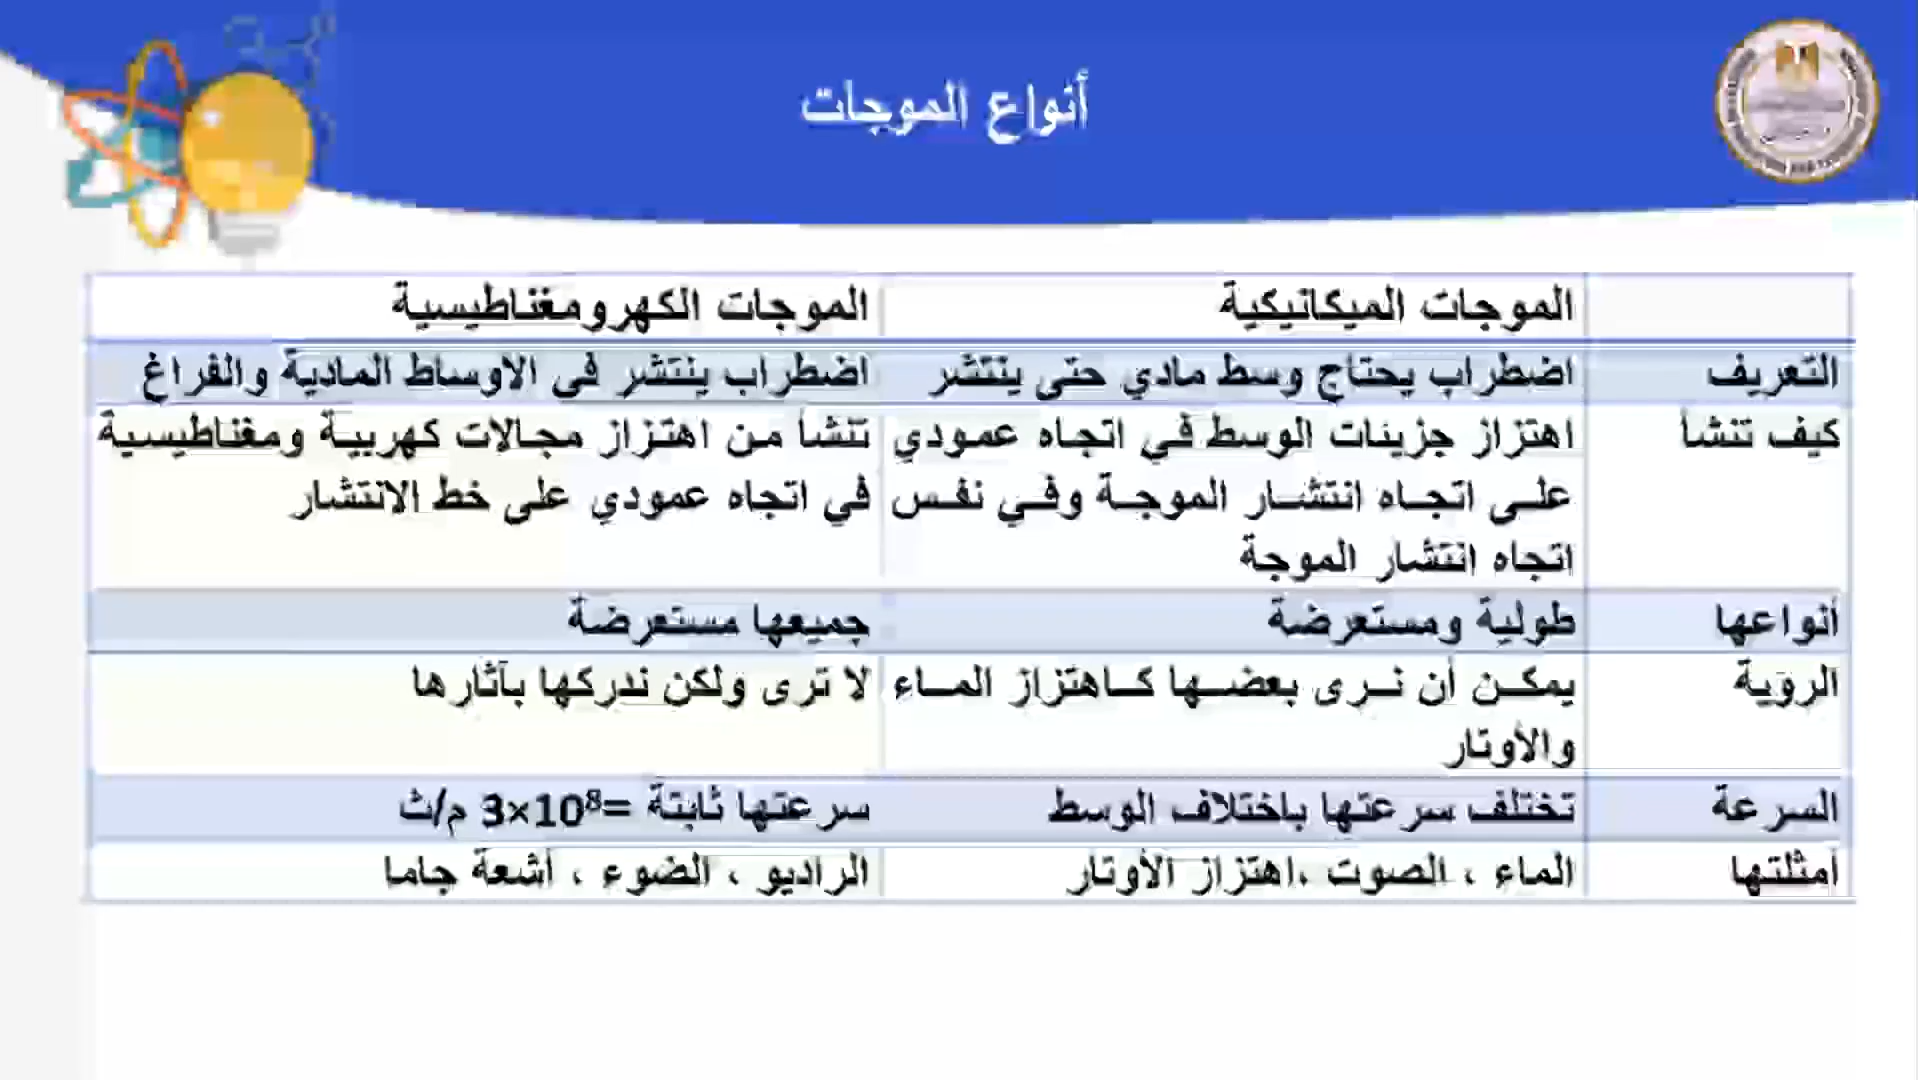 أنواع الموجات
الموجات الميكانيكية
الموجات الكهرومغناطيسية
التعريف
اضطراب يحتاج وسط مادي حتى ينتشر
اضطراب ينتشر فى الاوساط المادية والفراغ
كيف تنشأ
اهتزاز جزيئات الوسط في اتجاه عمودي
على اتجاه انتشار الموجة وفي نفس
اتجاه انتشار الموجة
تنشأ من اهتزاز مجالات كهربية ومغناطيسية
في اتجاه عمودي على خط الانتشار
أنواعها
طولية ومستعرضة
جميعها مستعرضة
الرؤية
يمكن أن نرى بعضها كاهتزاز الماء
والأوتار
لا ترى ولكن ندركها بآثارها
السرعة
تختلف سرعتها باختلاف الوسط
سرعتها ثابتة =3×10⁸ م/ث
أمثلتها
الماء ، الصوت ،اهتزاز الأوتار
الراديو ، الضوء ، أشعة جاما